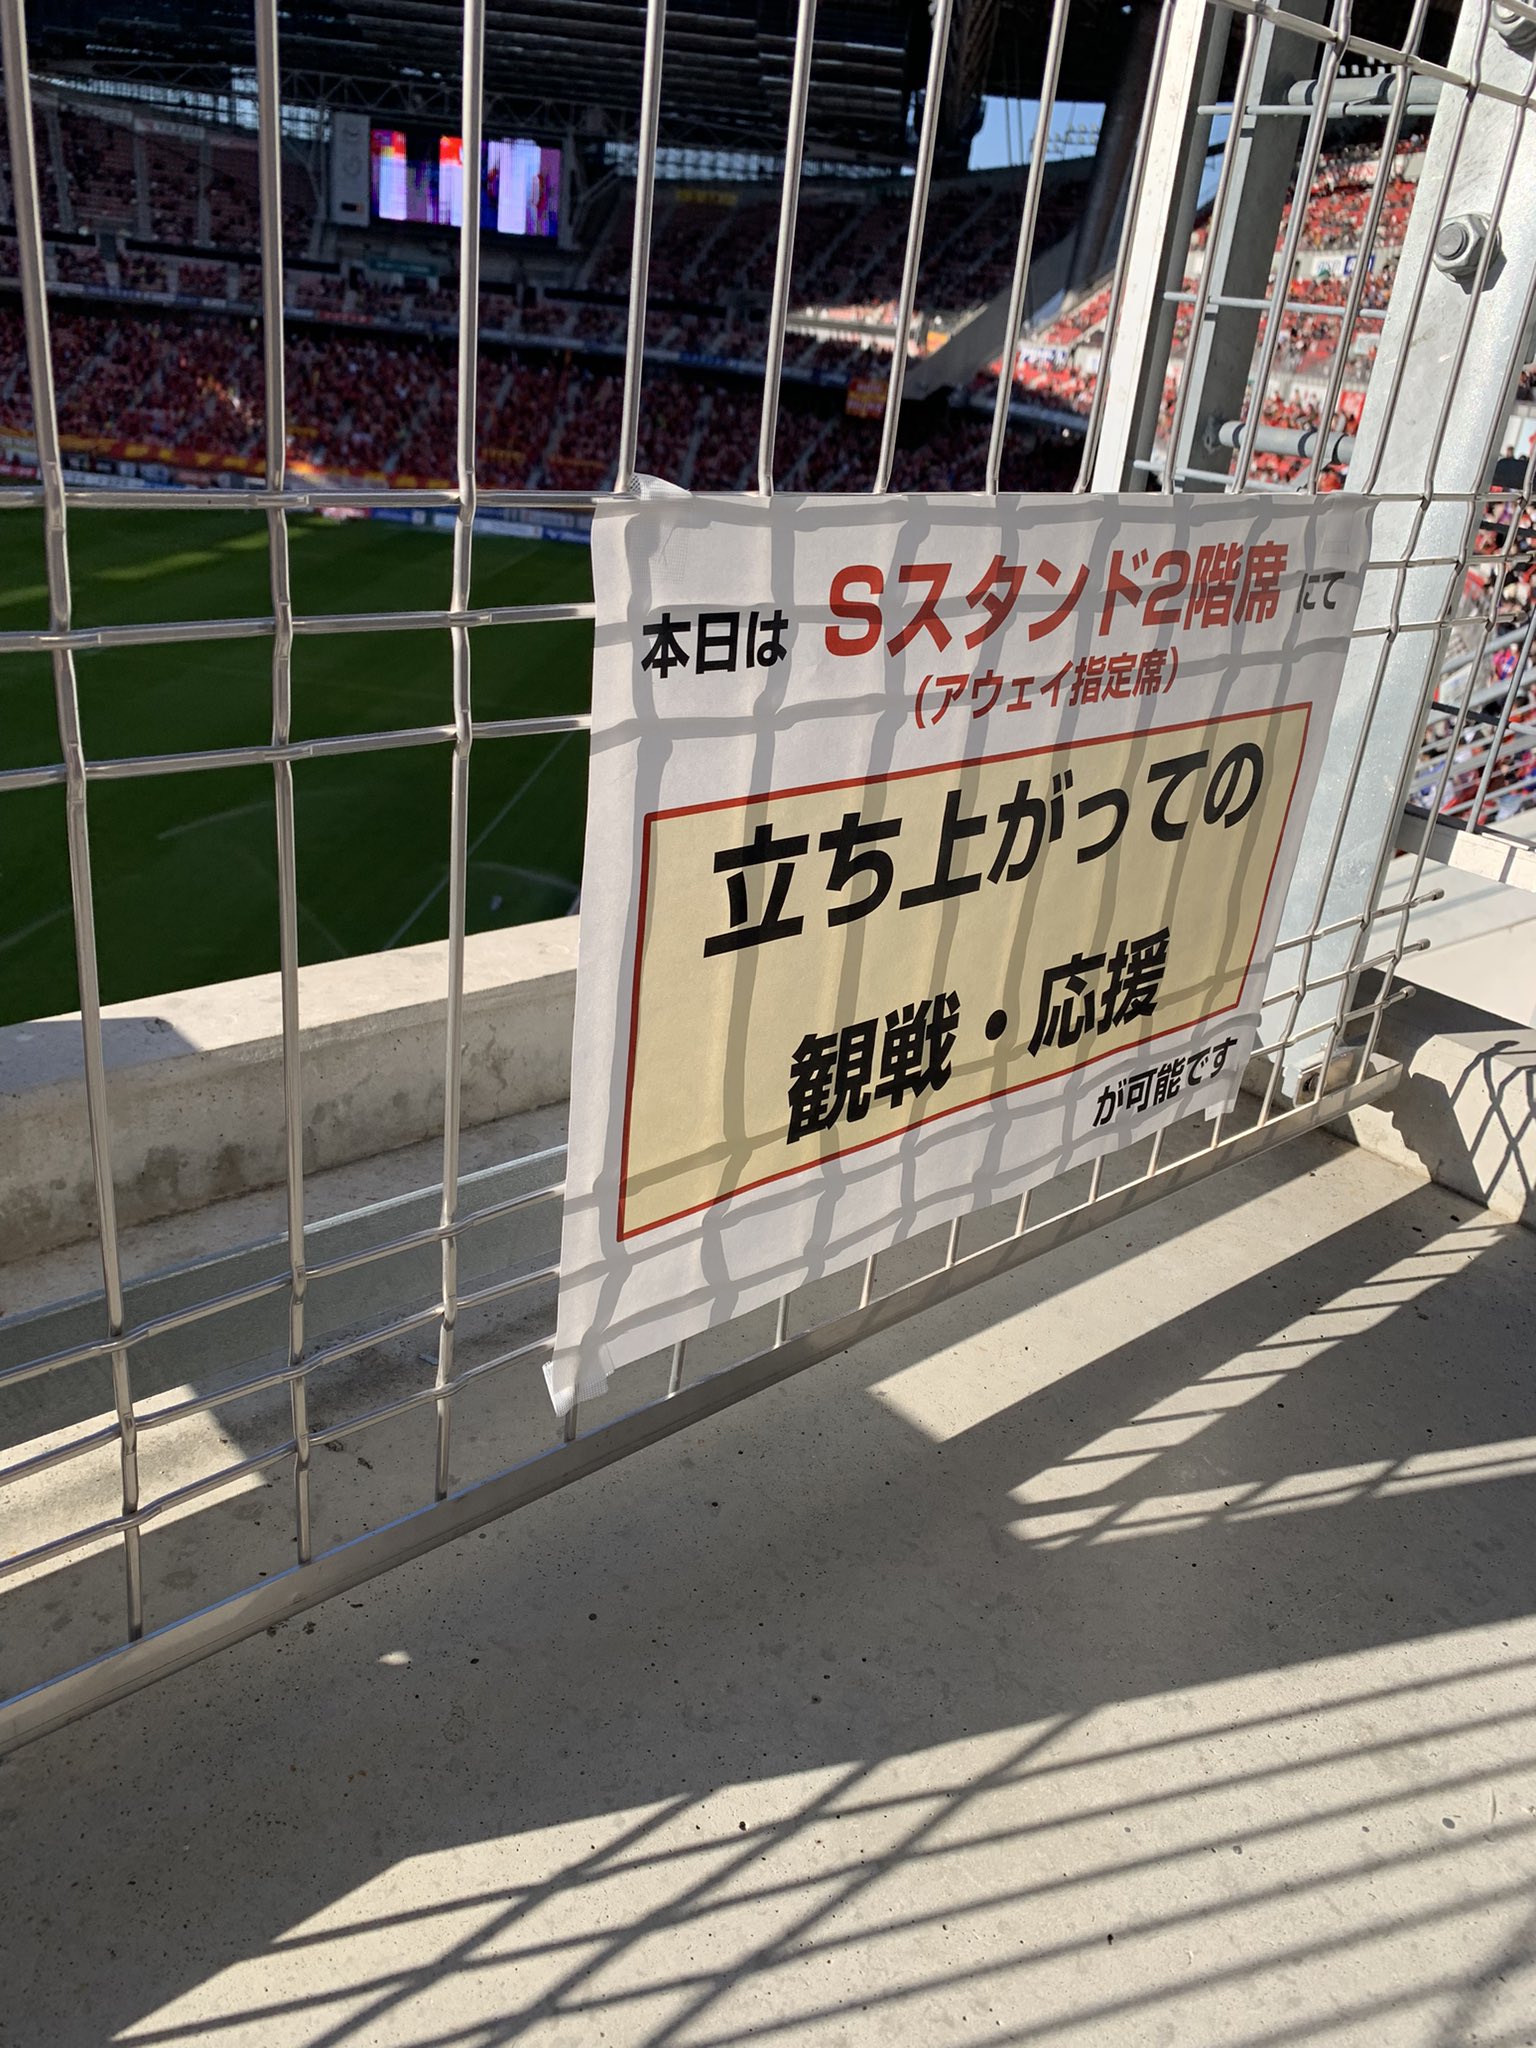 本日は Sスタンド2階席 にて
(アウェイ指定席)
立ち上がっての
観戦・応援
が可能です